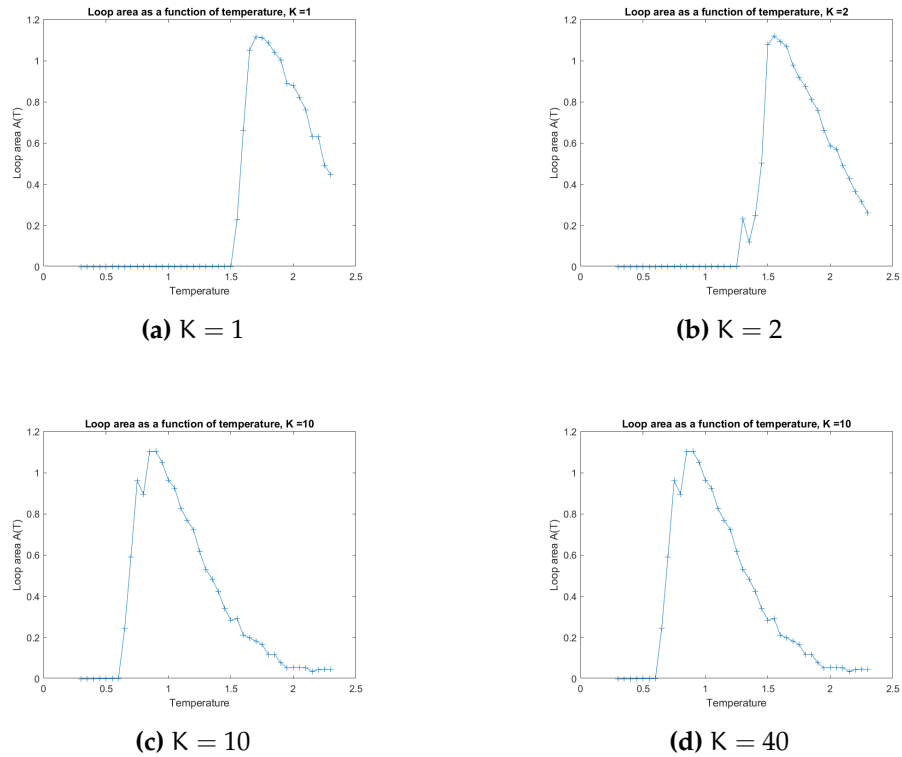 Loop area as a function of temperature, K =1
1.2
1
0.8
0.6
0.4
0.2
0
Loop area A(T)
0 0.5 1 1.5 2 2.5
Temperature
(a) K = 1
Loop area as a function of temperature, K =2
1.2
1
0.8
0.6
0.4
0.2
0
Loop area A(T)
0 0.5 1 1.5 2 2.5
Temperature
(b) K = 2
Loop area as a function of temperature, K =10
1.2
1
0.8
0.6
0.4
0.2
0
Loop area A(T)
0 0.5 1 1.5 2 2.5
Temperature
(c) K = 10
Loop area as a function of temperature, K =10
1.2
1
0.8
0.6
0.4
0.2
0
Loop area A(T)
0 0.5 1 1.5 2 2.5
Temperature
(d) K = 40